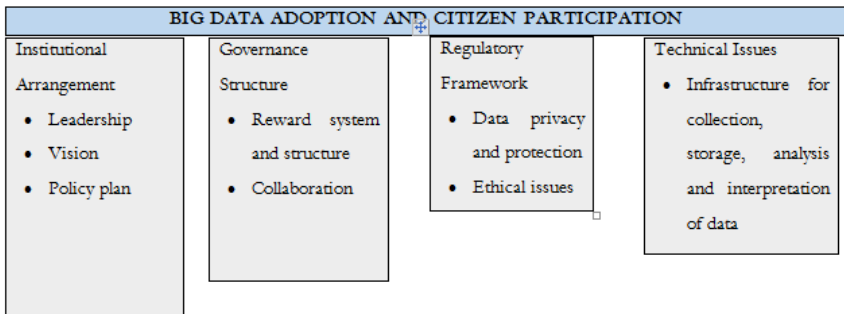 BIG DATA ADOPTION AND CITIZEN PARTICIPATION
Institutional
Arrangement
• Leadership
• Vision
• Policy plan
Governance
Structure
• Reward system
and structure
• Collaboration
Regulatory
Framework
• Data privacy
and protection
• Ethical issues
Technical Issues
• Infrastructure for
collection,
storage, analysis
and interpretation
of data